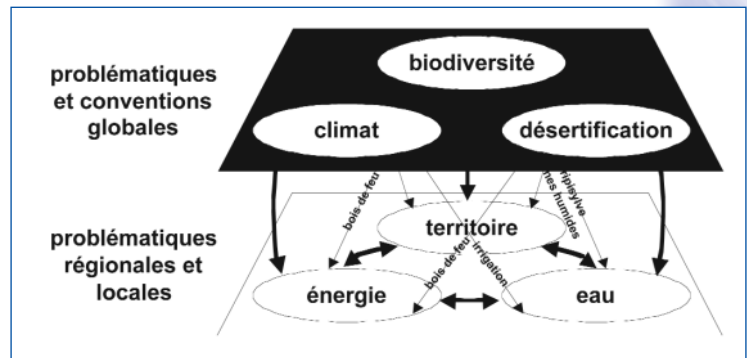 problématiques
et conventions
globales
biodiversité
climat
désertification
bois de feu
ripisylve
nes humides
problématiques
régionales et
locales
territoire
bois de feu
irrigation
énergie
eau